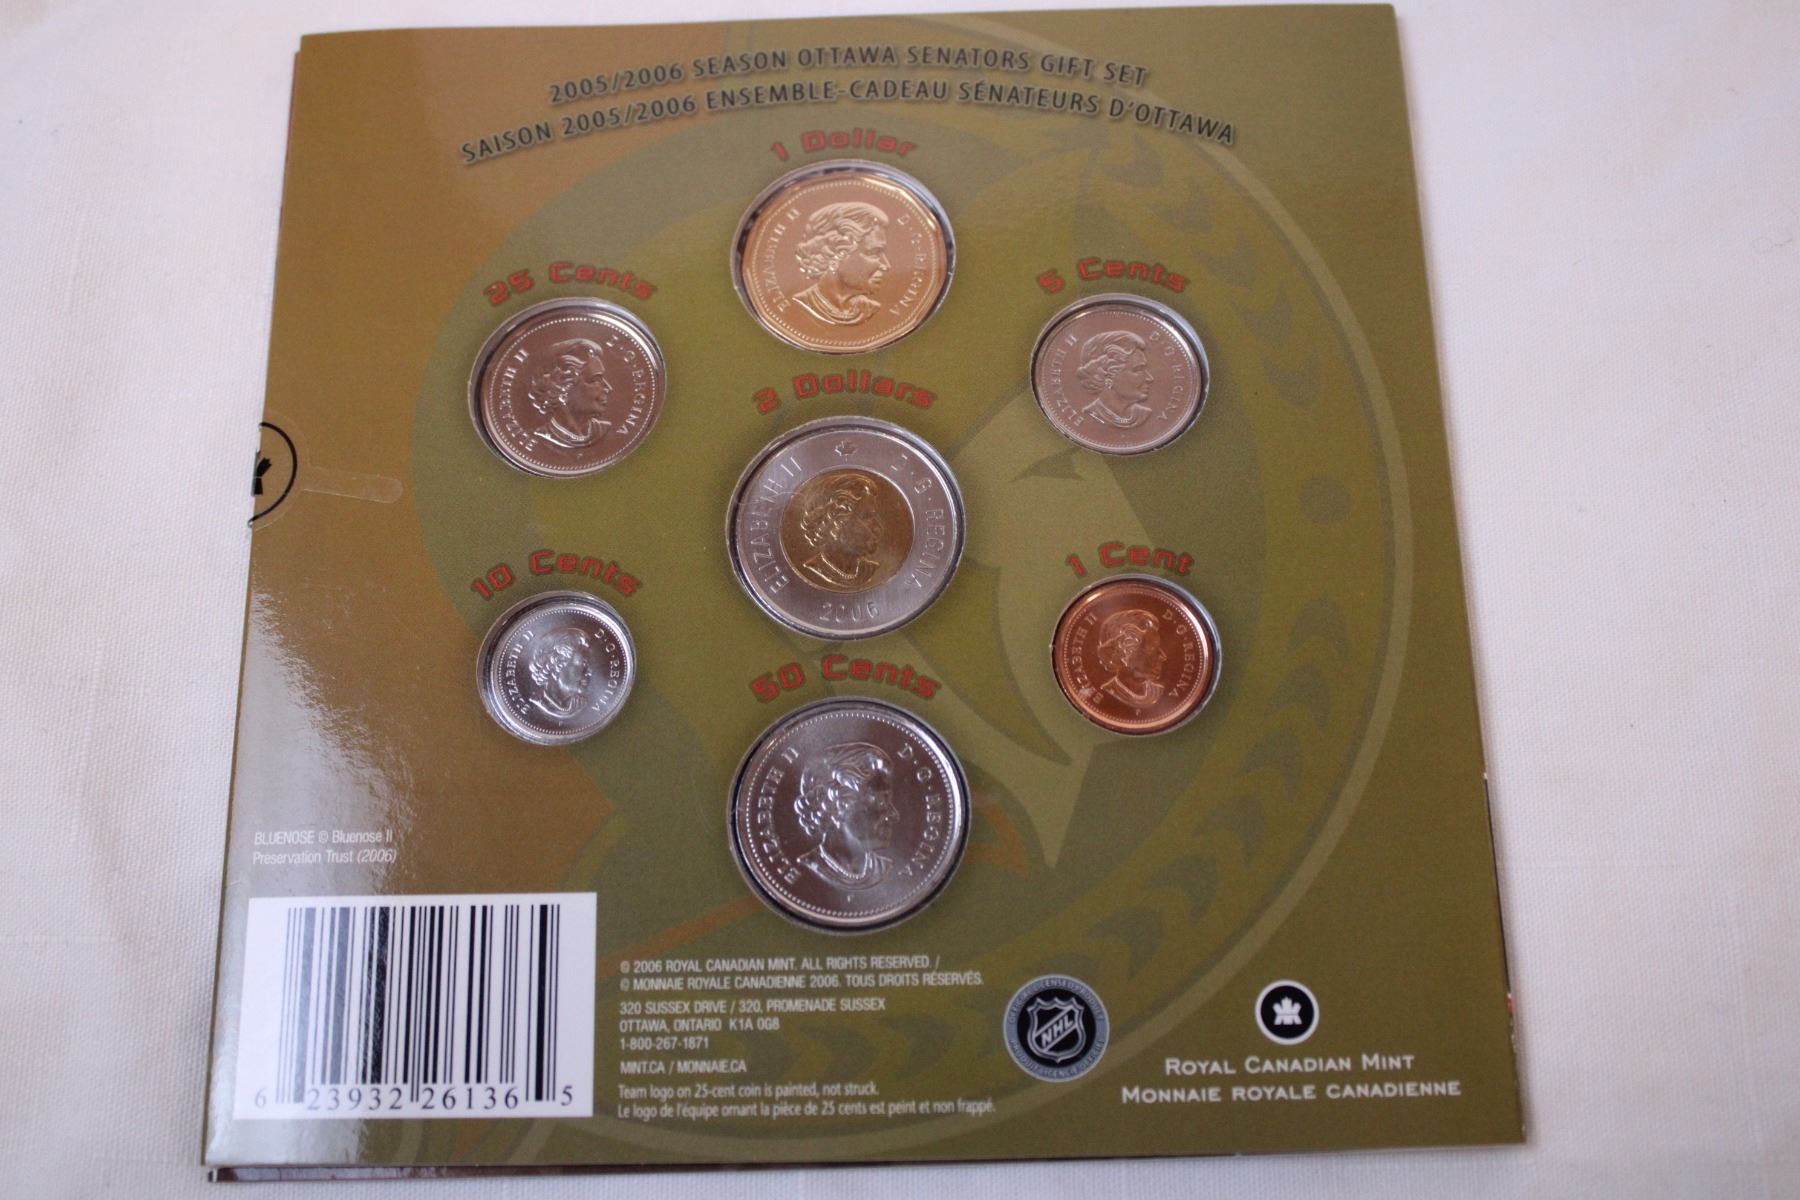 2005/2006 SEASON OTTAWA SENATORS GIFT SET
SAISON 2005/2006 ENSEMBLE-CADEAU SÉNATEURS D'OTTAWA
1 Dollar
ELIZABETH II D·G·REGINA
25 Cents
ELIZABETH II D·G·REGINA
P
5 Cents
ELIZABETH II D·G·REGINA
P
2 Dollars
ELIZABETH II D·G·REGINA
2006
10 Cents
ELIZABETH II D·G·REGINA
P
1 Cent
ELIZABETH II D·G·REGINA
P
50 Cents
ELIZABETH II D·G·REGINA
P
BLUENOSE © Bluenose II
Preservation Trust (2006)
6 23932 26136 5
© 2006 ROYAL CANADIAN MINT. ALL RIGHTS RESERVED. /
© MONNAIE ROYALE CANADIENNE 2006. TOUS DROITS RÉSERVÉS.
320 SUSSEX DRIVE / 320, PROMENADE SUSSEX
OTTAWA, ONTARIO K1A 0G8
1-800-267-1871
MINT.CA / MONNAIE.CA
Team logo on 25-cent coin is painted, not struck.
Le logo de l'équipe ornant la pièce de 25 cents est peint et non frappé.
OFFICIAL LICENSED PRODUCT
NHL
PRODUIT LICENCIÉ OFFICIEL
ROYAL CANADIAN MINT
MONNAIE ROYALE CANADIENNE